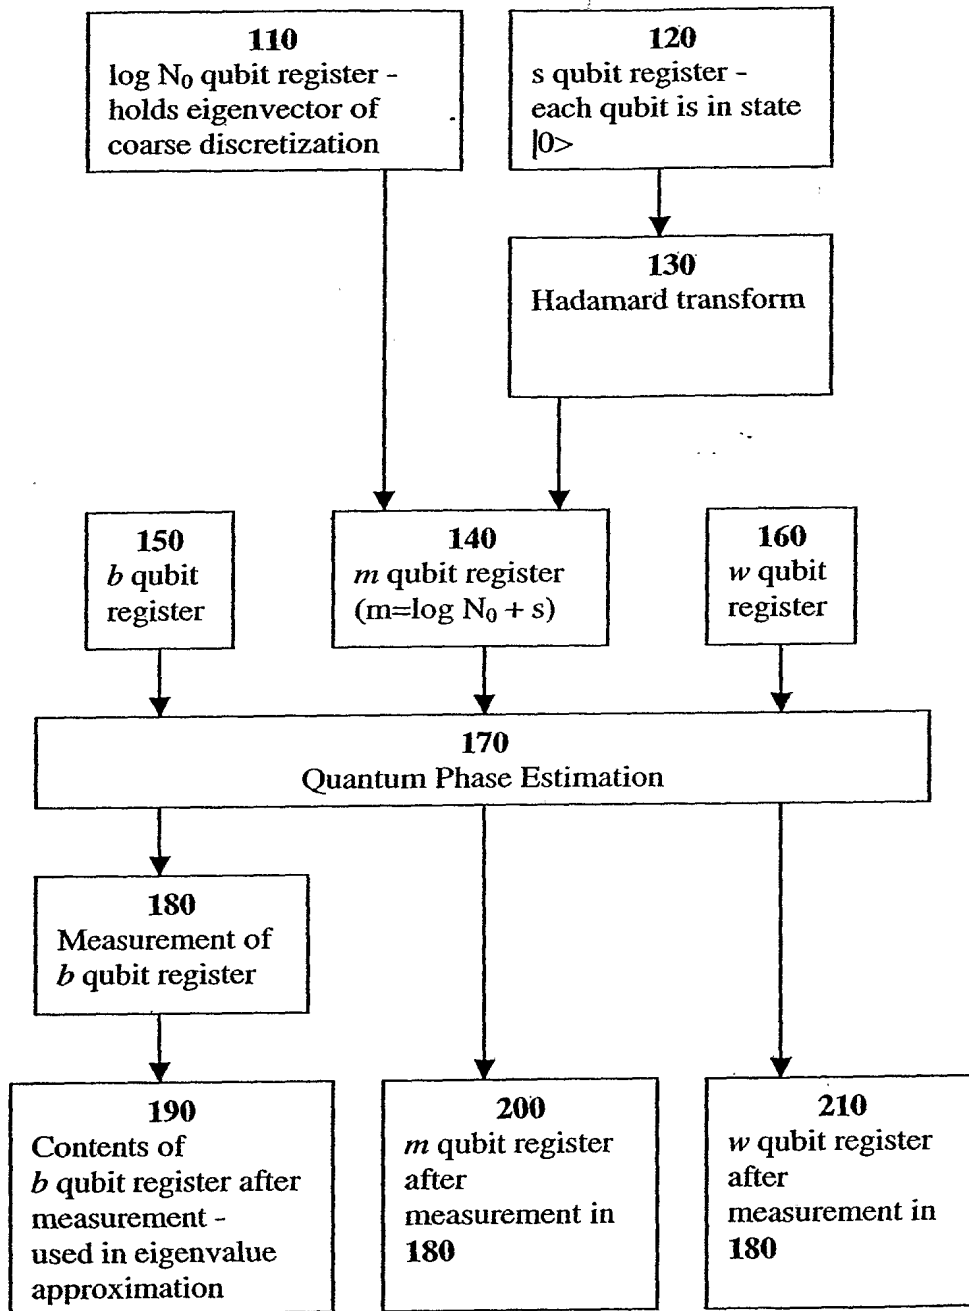 110
log N₀ qubit register -
holds eigenvector of
coarse discretization
120
s qubit register -
each qubit is in state
|0>
130
Hadamard transform
150
b qubit
register
140
m qubit register
(m=log N₀ + s)
160
w qubit
register
170
Quantum Phase Estimation
180
Measurement of
b qubit register
190
Contents of
b qubit register after
measurement -
used in eigenvalue
approximation
200
m qubit register
after
measurement in
180
210
w qubit register
after
measurement in
180